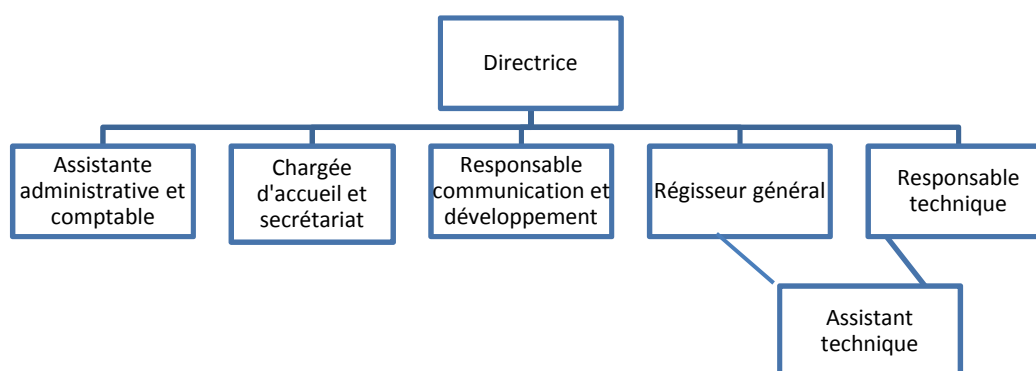 Directrice
Assistante
administrative et
comptable
Chargée
d'accueil et
secrétariat
Responsable
communication et
développement
Régisseur général
Responsable
technique
Assistant
technique